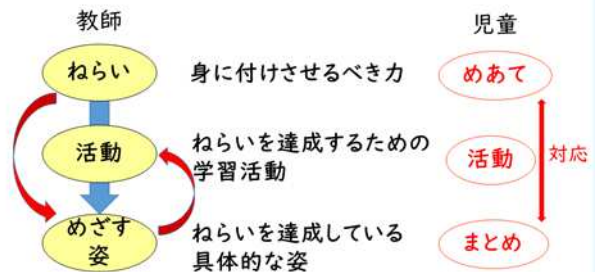 教師
児童
ねらい
身に付けさせるべき力
めあて
活動
ねらいを達成するための
学習活動
活動
対応
めざす
姿
ねらいを達成している
具体的な姿
まとめ